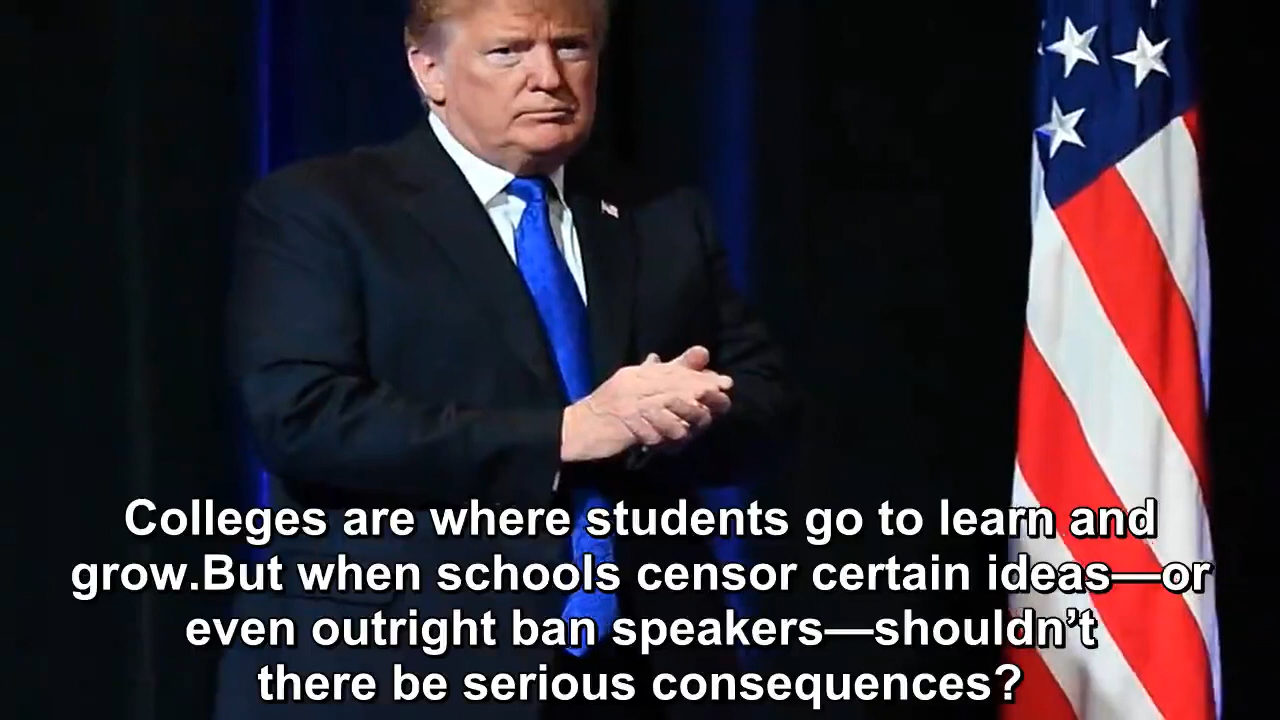 Colleges are where students go to learn and
grow.But when schools censor certain ideas—or
even outright ban speakers—shouldn’t
there be serious consequences?